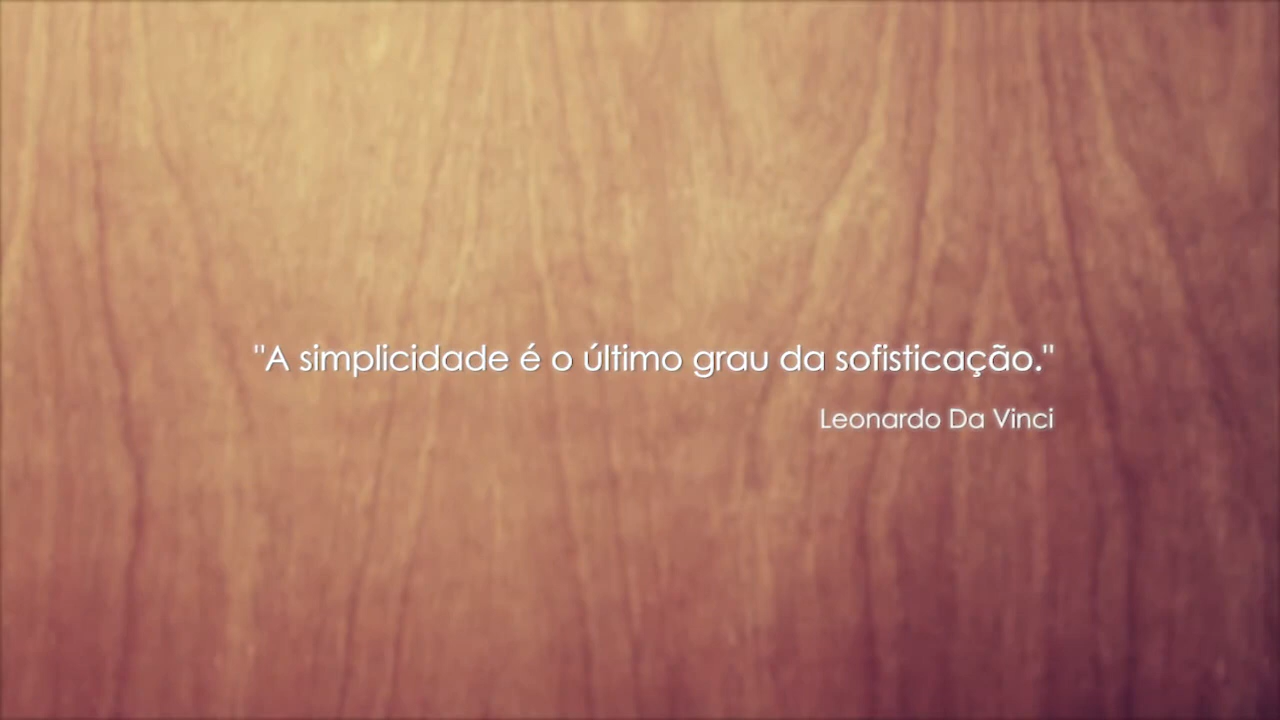 "A simplicidade é o último grau da sofisticação."
Leonardo Da Vinci